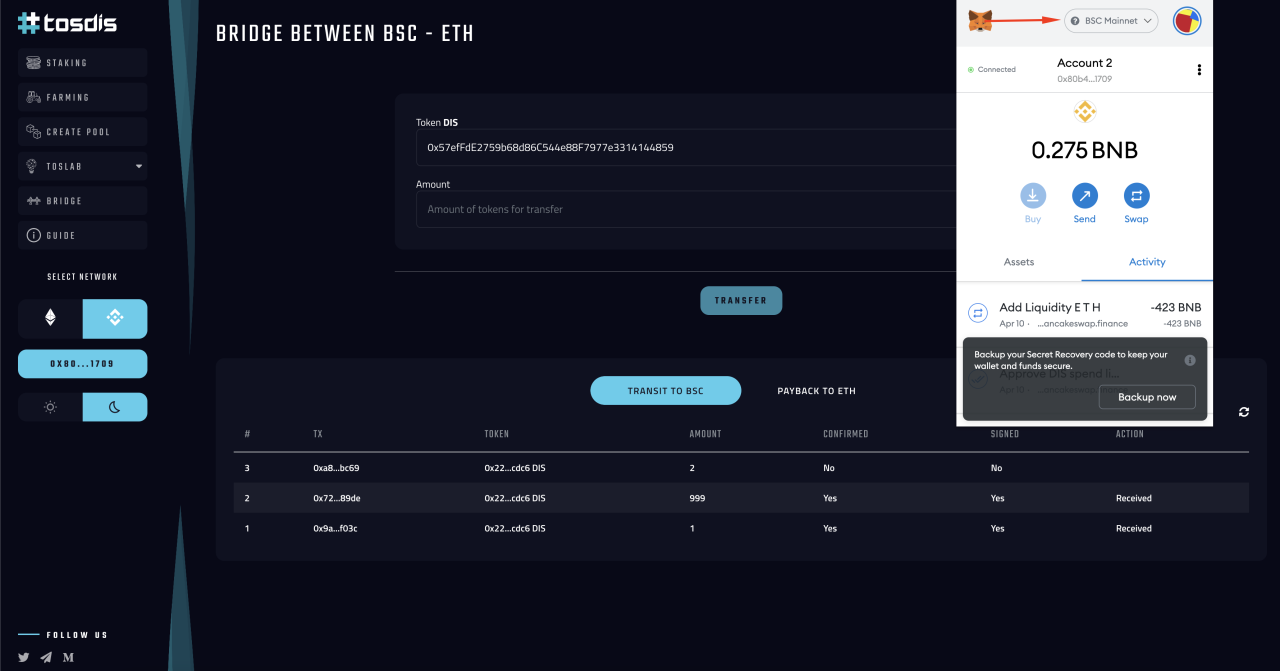 tosdis
STAKING
FARMING
CREATE POOL
TOSLAB
BRIDGE
GUIDE
SELECT NETWORK
0X80...1709
FOLLOW US
M
BRIDGE BETWEEN BSC - ETH
Token DIS
0x57efFdE2759b68d86C544e88F7977e3314144859
Amount
Amount of tokens for transfer
TRANSFER
TRANSIT TO BSC PAYBACK TO ETH
# TX TOKEN AMOUNT CONFIRMED SIGNED ACTION
3 0xa8...bc69 0x22...cdc6 DIS 2 No No
2 0x72...89de 0x22...cdc6 DIS 999 Yes Yes Received
1 0x9a...f03c 0x22...cdc6 DIS 1 Yes Yes Received
BSC Mainnet
Connected
Account 2
0x80b4...1709
0.275 BNB
Buy Send Swap
Assets Activity
Add Liquidity E T H -423 BNB
Apr 10 · ...ancakeswap.finance -423 BNB
Backup your Secret Recovery code to keep your
wallet and funds secure.
Approve DIS spend li...
Apr 10 · ...ancakeswap.finance
Backup now